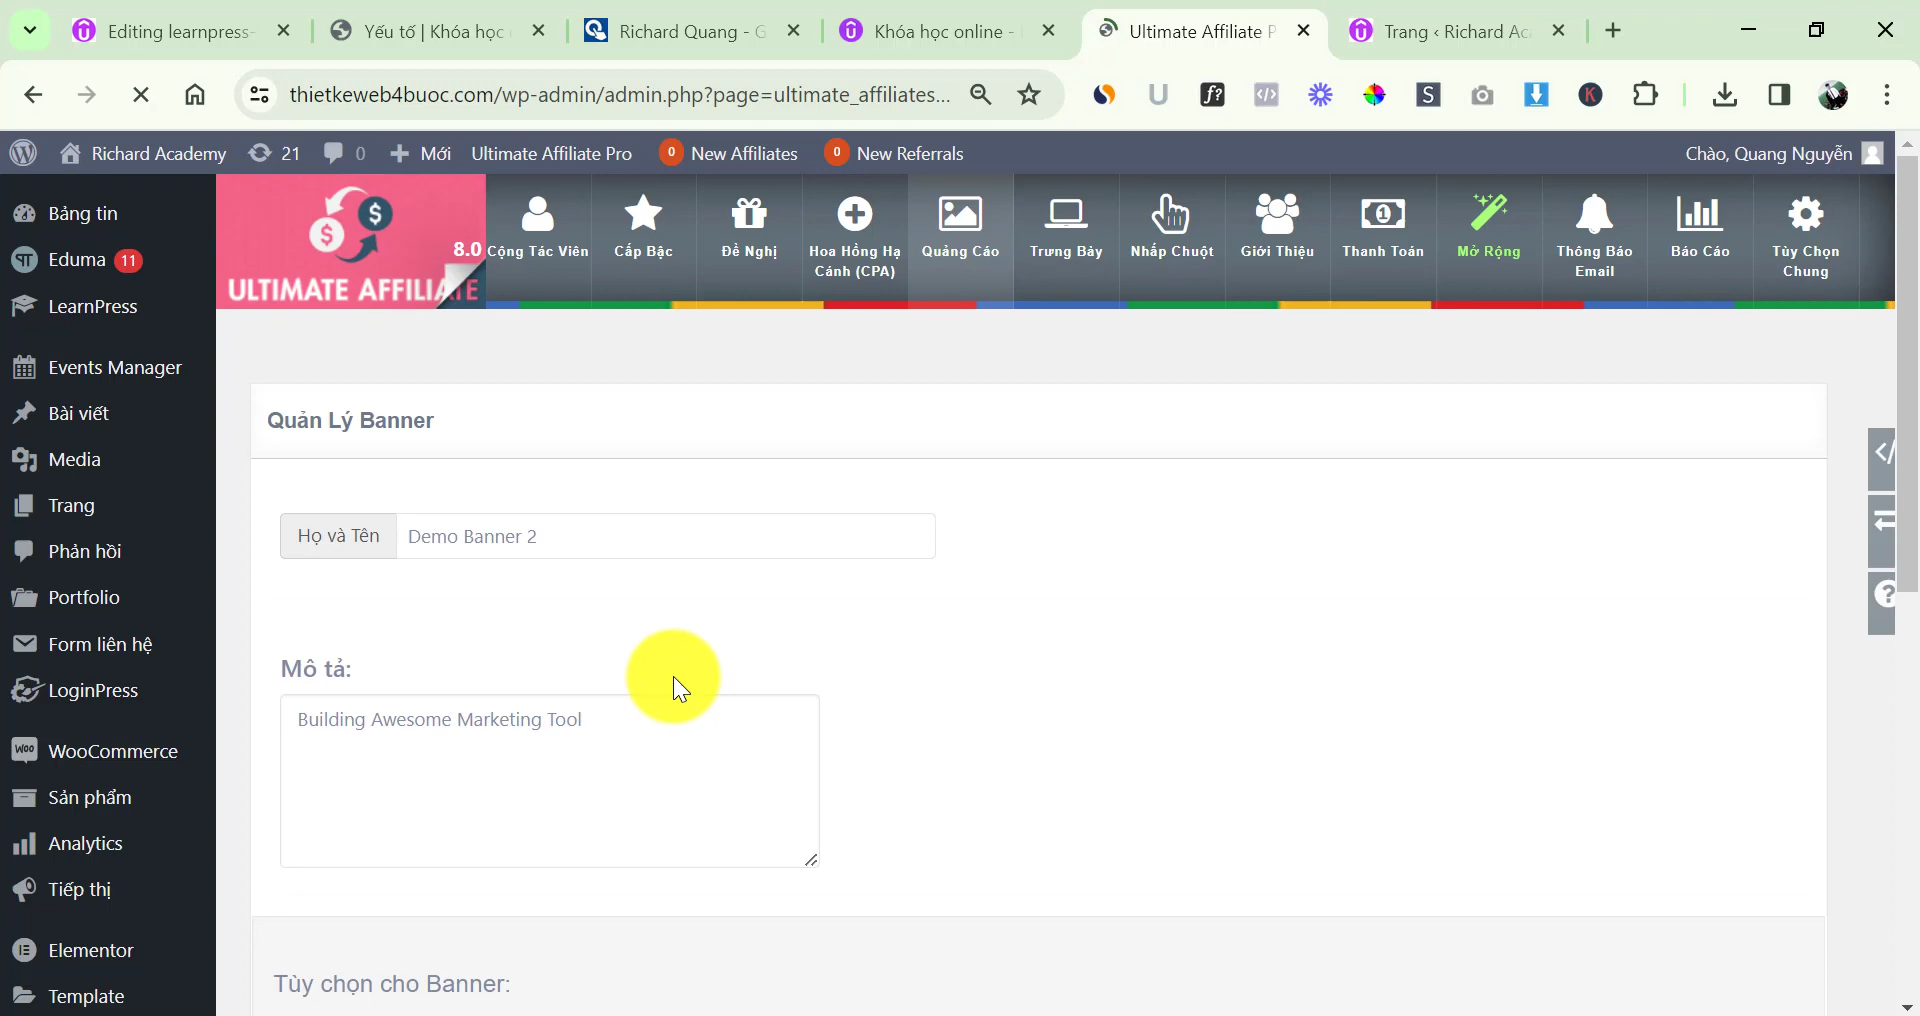 Editing learnpress-
Yếu tố | Khóa học
Richard Quang - G
Khóa học online -
Ultimate Affiliate P
Trang ‹ Richard Ac
thietkeweb4buoc.com/wp-admin/admin.php?page=ultimate_affiliates...
Richard Academy
21
0
Mới
Ultimate Affiliate Pro
0
New Affiliates
0
New Referrals
Chào, Quang Nguyễn
Bảng tin
Eduma 11
LearnPress
Events Manager
Bài viết
Media
Trang
Phản hồi
Portfolio
Form liên hệ
LoginPress
WooCommerce
Sản phẩm
Analytics
Tiếp thị
Elementor
Template
8.0
ULTIMATE AFFILIATE
Cộng Tác Viên
Cấp Bậc
Đề Nghị
Hoa Hồng Hạ
Cánh (CPA)
Quảng Cáo
Trưng Bày
Nhấp Chuột
Giới Thiệu
Thanh Toán
Mở Rộng
Thông Báo
Email
Báo Cáo
Tùy Chọn
Chung
Quản Lý Banner
Họ và Tên
Demo Banner 2
Mô tả:
Building Awesome Marketing Tool
Tùy chọn cho Banner: